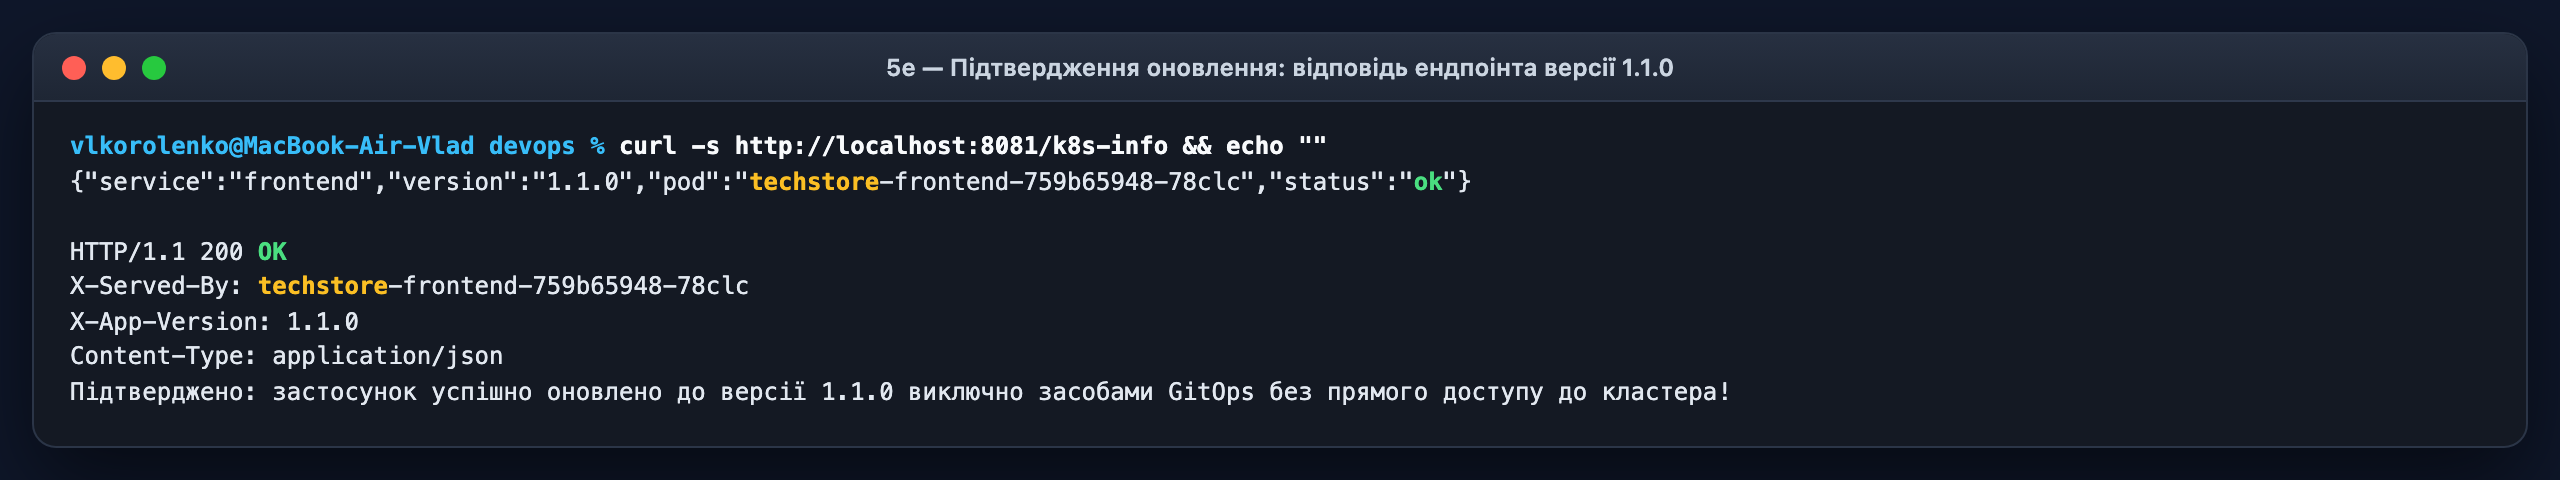 5e — Підтвердження оновлення: відповідь ендпоінта версії 1.1.0
vlkorolenko@MacBook-Air-Vlad devops % curl -s http://localhost:8081/k8s-info && echo ""
{"service":"frontend","version":"1.1.0","pod":"techstore-frontend-759b65948-78clc","status":"ok"}
HTTP/1.1 200 OK
X-Served-By: techstore-frontend-759b65948-78clc
X-App-Version: 1.1.0
Content-Type: application/json
Підтверджено: застосунок успішно оновлено до версії 1.1.0 виключно засобами GitOps без прямого доступу до кластера!